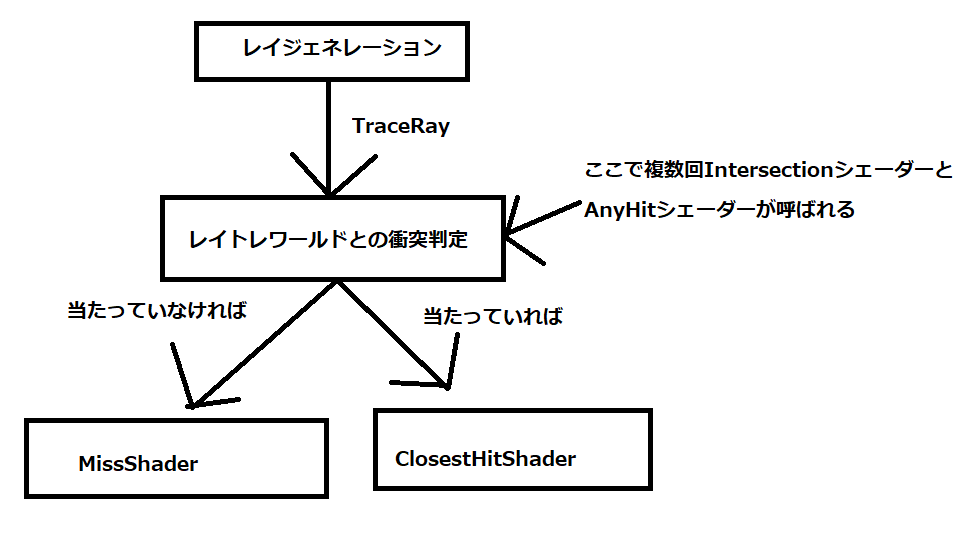 レイジェネレーション
TraceRay
ここで複数回Intersectionシェーダーと
AnyHitシェーダーが呼ばれる
レイトレワールドとの衝突判定
当たっていなければ
当たっていれば
MissShader
ClosestHitShader